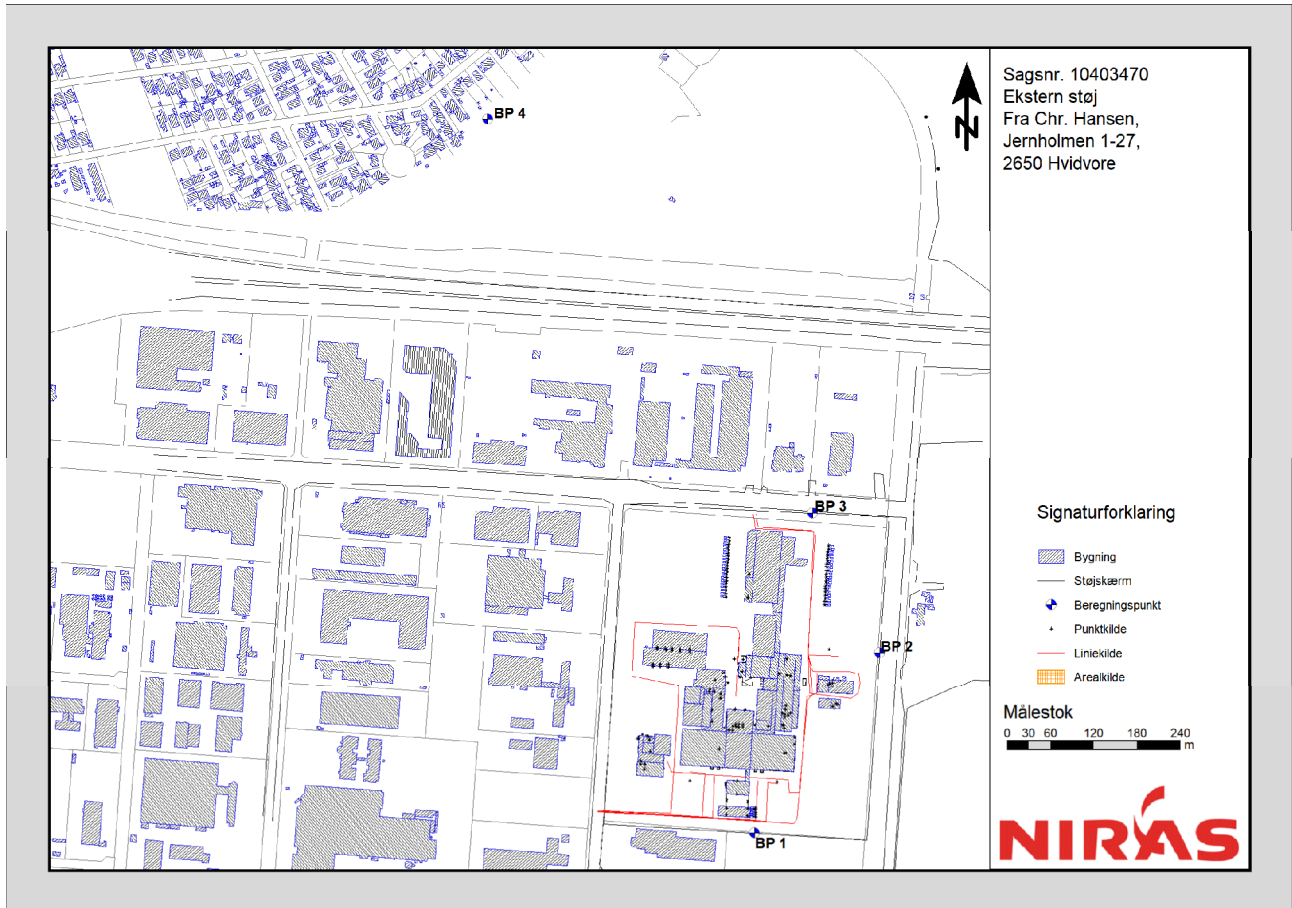 Sagsnr. 10403470
Ekstern støj
Fra Chr. Hansen,
Jernholmen 1-27,
2650 Hvidvore
N
BP 4
BP 3
BP 2
BP 1
Signaturforklaring
Bygning
Støjskærm
Beregningspunkt
Punktkilde
Liniekilde
Arealkilde
Målestok
0 30 60 120 180 240
m
NIRAS